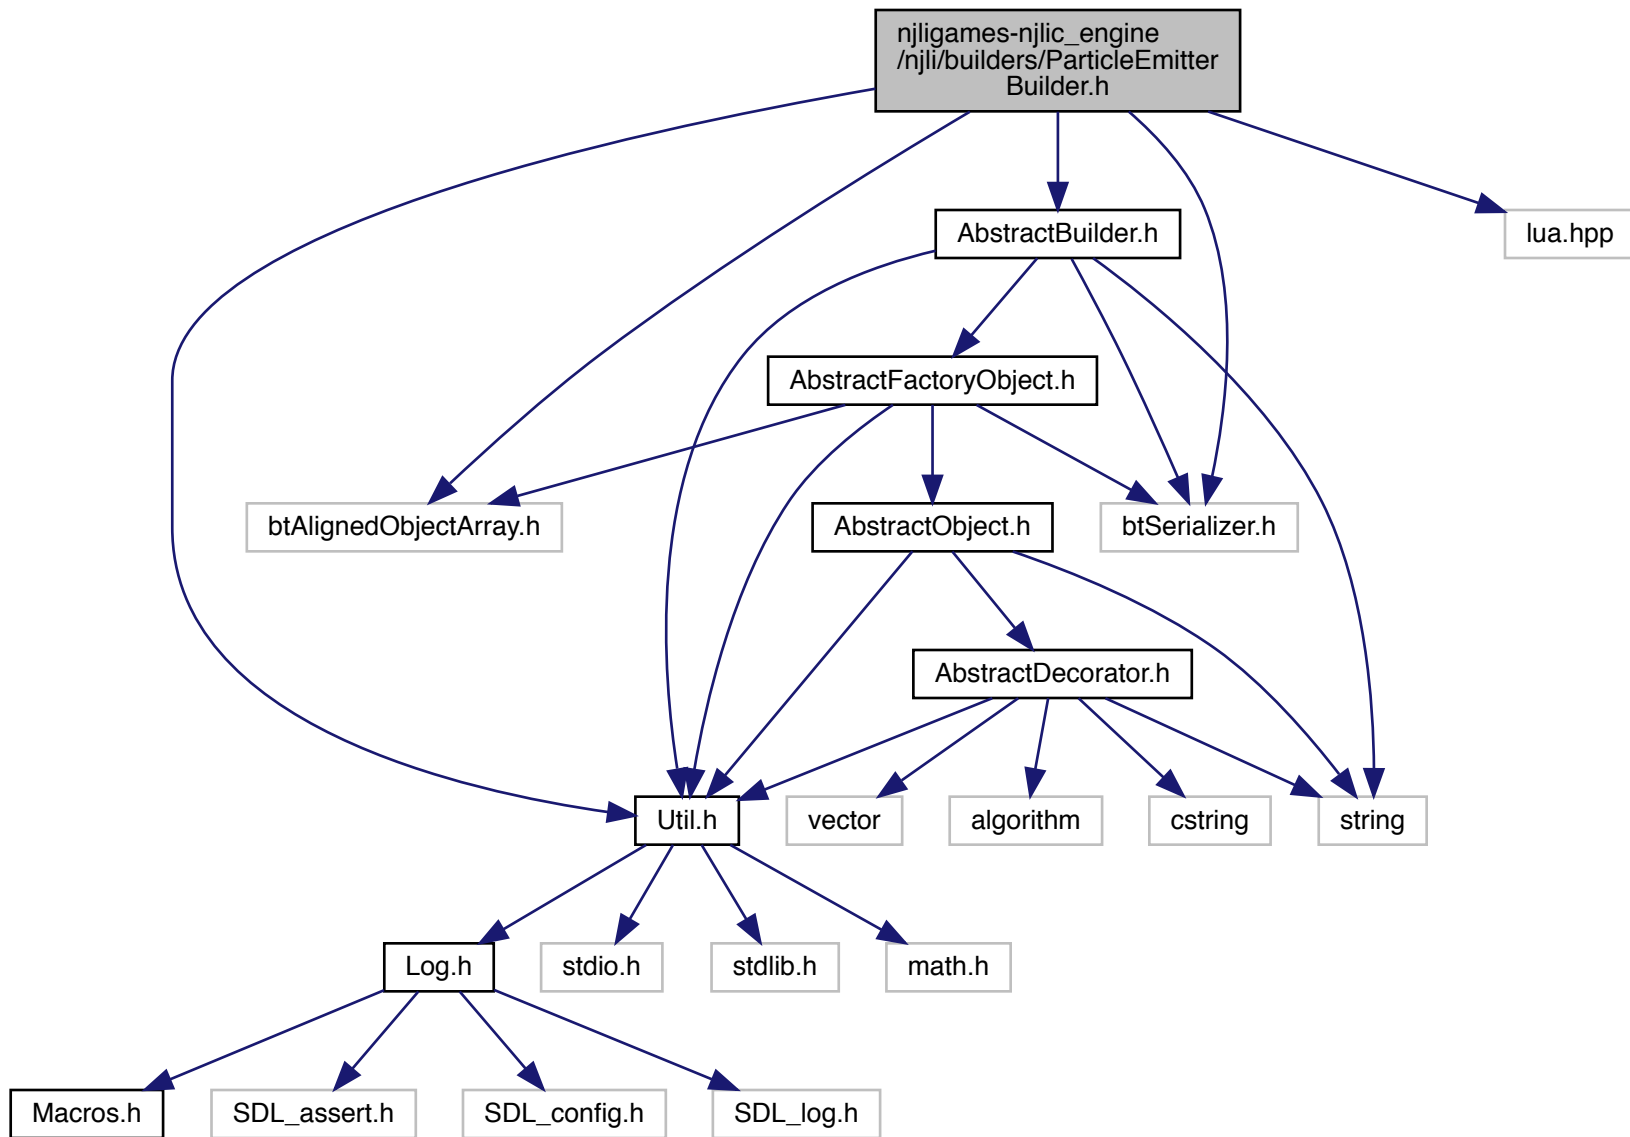 njligames-njlic_engine
/njli/builders/ParticleEmitter
Builder.h
AbstractBuilder.h
lua.hpp
AbstractFactoryObject.h
btAlignedObjectArray.h
AbstractObject.h
btSerializer.h
AbstractDecorator.h
Util.h
vector
algorithm
cstring
string
Log.h
stdio.h
stdlib.h
math.h
Macros.h
SDL_assert.h
SDL_config.h
SDL_log.h